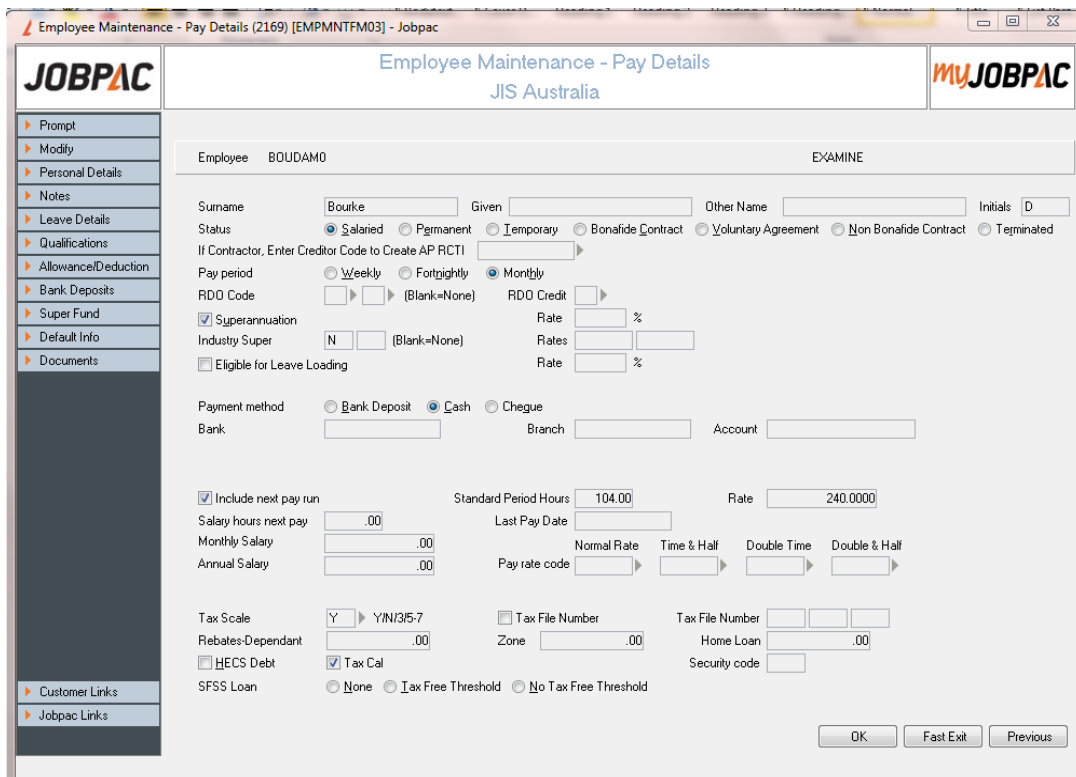 Employee Maintenance - Pay Details (2169) [EMPMNTFM03] - Jobpac
JOBPAC
Employee Maintenance - Pay Details
JIS Australia
myJOBPAC
Prompt
Modify
Personal Details
Notes
Leave Details
Qualifications
Allowance/Deduction
Bank Deposits
Super Fund
Default Info
Documents
Customer Links
Jobpac Links
Employee BOUDAM0 EXAMINE
Surname Bourke Given Other Name Initials D
Status Salaried Permanent Temporary Bonafide Contract Voluntary Agreement Non Bonafide Contract Terminated
If Contractor, Enter Creditor Code to Create AP RCTI
Pay period Weekly Fortnightly Monthly
RDO Code (Blank=None) RDO Credit
Superannuation Rate %
Industry Super N (Blank=None) Rates
Eligible for Leave Loading Rate %
Payment method Bank Deposit Cash Cheque
Bank Branch Account
Include next pay run Standard Period Hours 104.00 Rate 240.0000
Salary hours next pay .00 Last Pay Date
Monthly Salary .00 Normal Rate Time & Half Double Time Double & Half
Annual Salary .00 Pay rate code
Tax Scale Y Y/N/3/5-7 Tax File Number Tax File Number
Rebates-Dependant .00 Zone .00 Home Loan .00
HECS Debt Tax Cal Security code
SFSS Loan None Tax Free Threshold No Tax Free Threshold
OK Fast Exit Previous